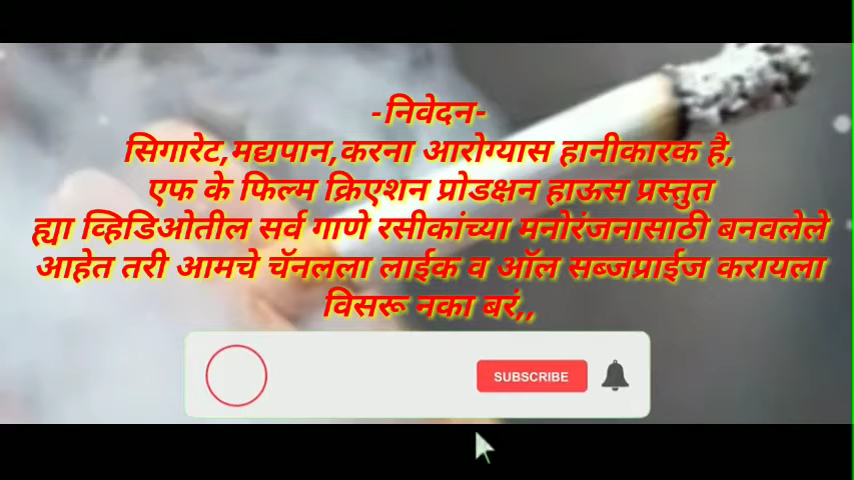 -निवेदन-
सिगारेट,मद्यपान,करना आरोग्यास हानीकारक है,
एफ के फिल्म क्रिएशन प्रोडक्षन हाऊस प्रस्तुत
ह्या व्हिडिओतील सर्व गाणे रसीकांच्या मनोरंजनासाठी बनवलेले
आहेत तरी आमचे चॅनलला लाईक व ऑल सब्जप्राईज करायला
विसरू नका बरं,,
SUBSCRIBE